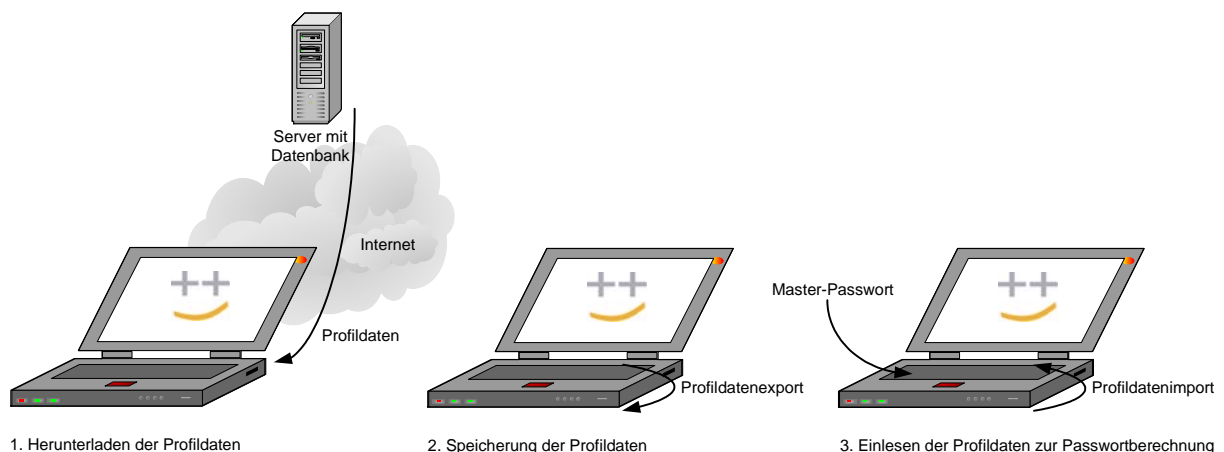 Server mit
Datenbank
Internet
Profildaten
Profildatenexport
Master-Passwort
Profildatenimport
1. Herunterladen der Profildaten
2. Speicherung der Profildaten
3. Einlesen der Profildaten zur Passwortberechnung